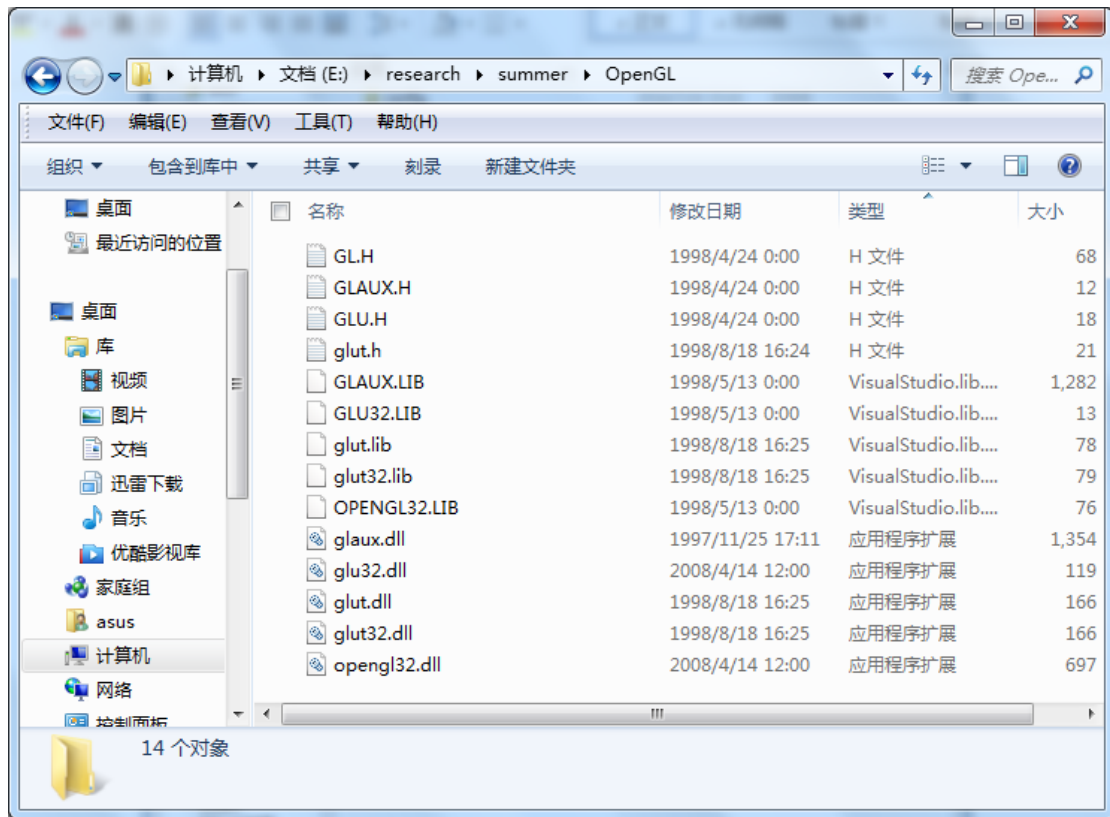 计算机 文档 (E:) research summer OpenGL 搜索 Ope...
文件(F) 编辑(E) 查看(V) 工具(T) 帮助(H)
组织 包含到库中 共享 刻录 新建文件夹
桌面
最近访问的位置
桌面
库
视频
图片
文档
迅雷下载
音乐
优酷影视库
家庭组
asus
计算机
网络
控制面板
名称 修改日期 类型 大小
GL.H 1998/4/24 0:00 H 文件 68
GLAUX.H 1998/4/24 0:00 H 文件 12
GLU.H 1998/4/24 0:00 H 文件 18
glut.h 1998/8/18 16:24 H 文件 21
GLAUX.LIB 1998/5/13 0:00 VisualStudio.lib.... 1,282
GLU32.LIB 1998/5/13 0:00 VisualStudio.lib.... 13
glut.lib 1998/8/18 16:25 VisualStudio.lib.... 78
glut32.lib 1998/8/18 16:25 VisualStudio.lib.... 79
OPENGL32.LIB 1998/5/13 0:00 VisualStudio.lib.... 76
glaux.dll 1997/11/25 17:11 应用程序扩展 1,354
glu32.dll 2008/4/14 12:00 应用程序扩展 119
glut.dll 1998/8/18 16:25 应用程序扩展 166
glut32.dll 1998/8/18 16:25 应用程序扩展 166
opengl32.dll 2008/4/14 12:00 应用程序扩展 697
14 个对象